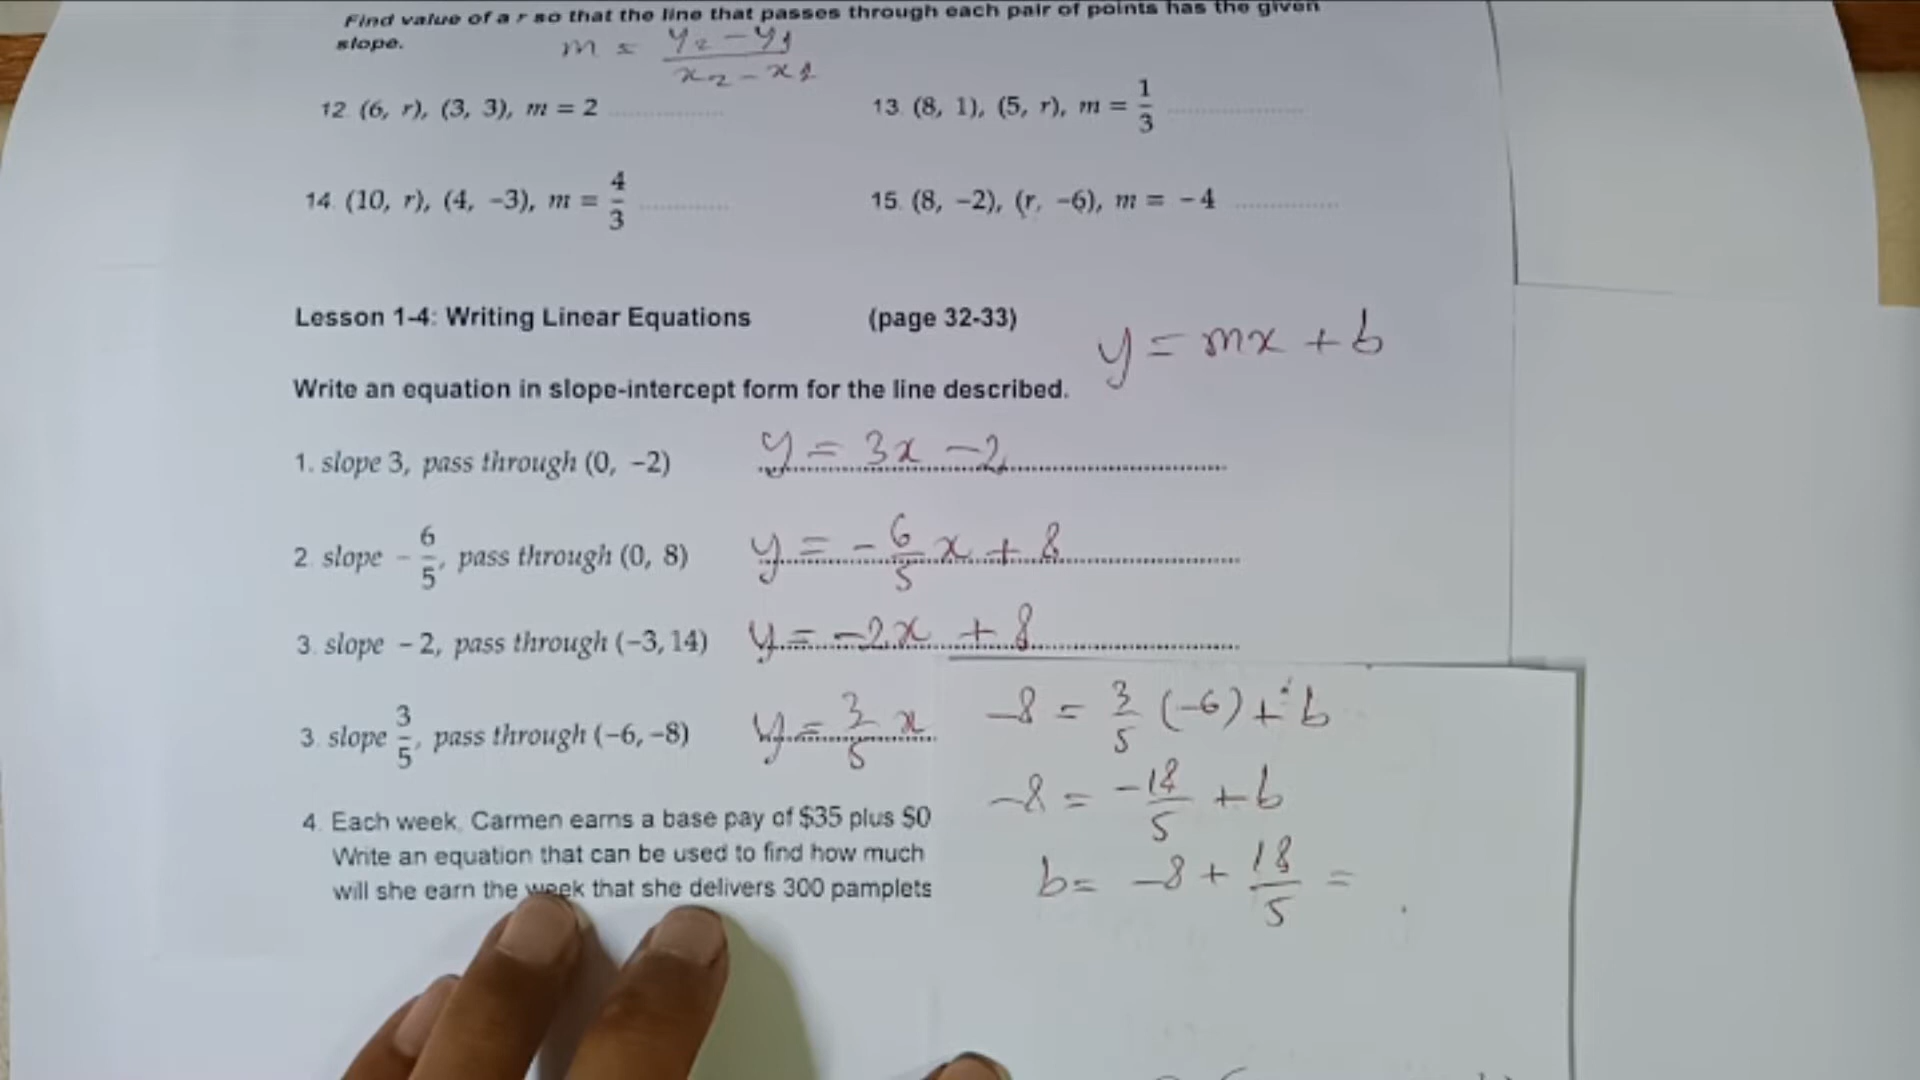 Find value of a r so that the line that passes through each pair of points has the given
slope. m = y₂ - y₁ / x₂ - x₁
12. (6, r), (3, 3), m = 2 .......... 13. (8, 1), (5, r), m = 1/3 ..........
14. (10, r), (4, -3), m = 4/3 .......... 15. (8, -2), (r, -6), m = -4 ..........
Lesson 1-4: Writing Linear Equations (page 32-33)
y = mx + b
Write an equation in slope-intercept form for the line described.
1. slope 3, pass through (0, -2) y = 3x - 2
2. slope - 6/5, pass through (0, 8) y = - 6/5 x + 8
3. slope - 2, pass through (-3, 14) y = -2x + 8
3. slope 3/5, pass through (-6, -8) y = 3/5 x
-8 = 3/5 (-6) + b
-8 = -18/5 + b
b = -8 + 18/5 =
4. Each week, Carmen earns a base pay of $35 plus $0
Write an equation that can be used to find how much
will she earn the week that she delivers 300 pamplets